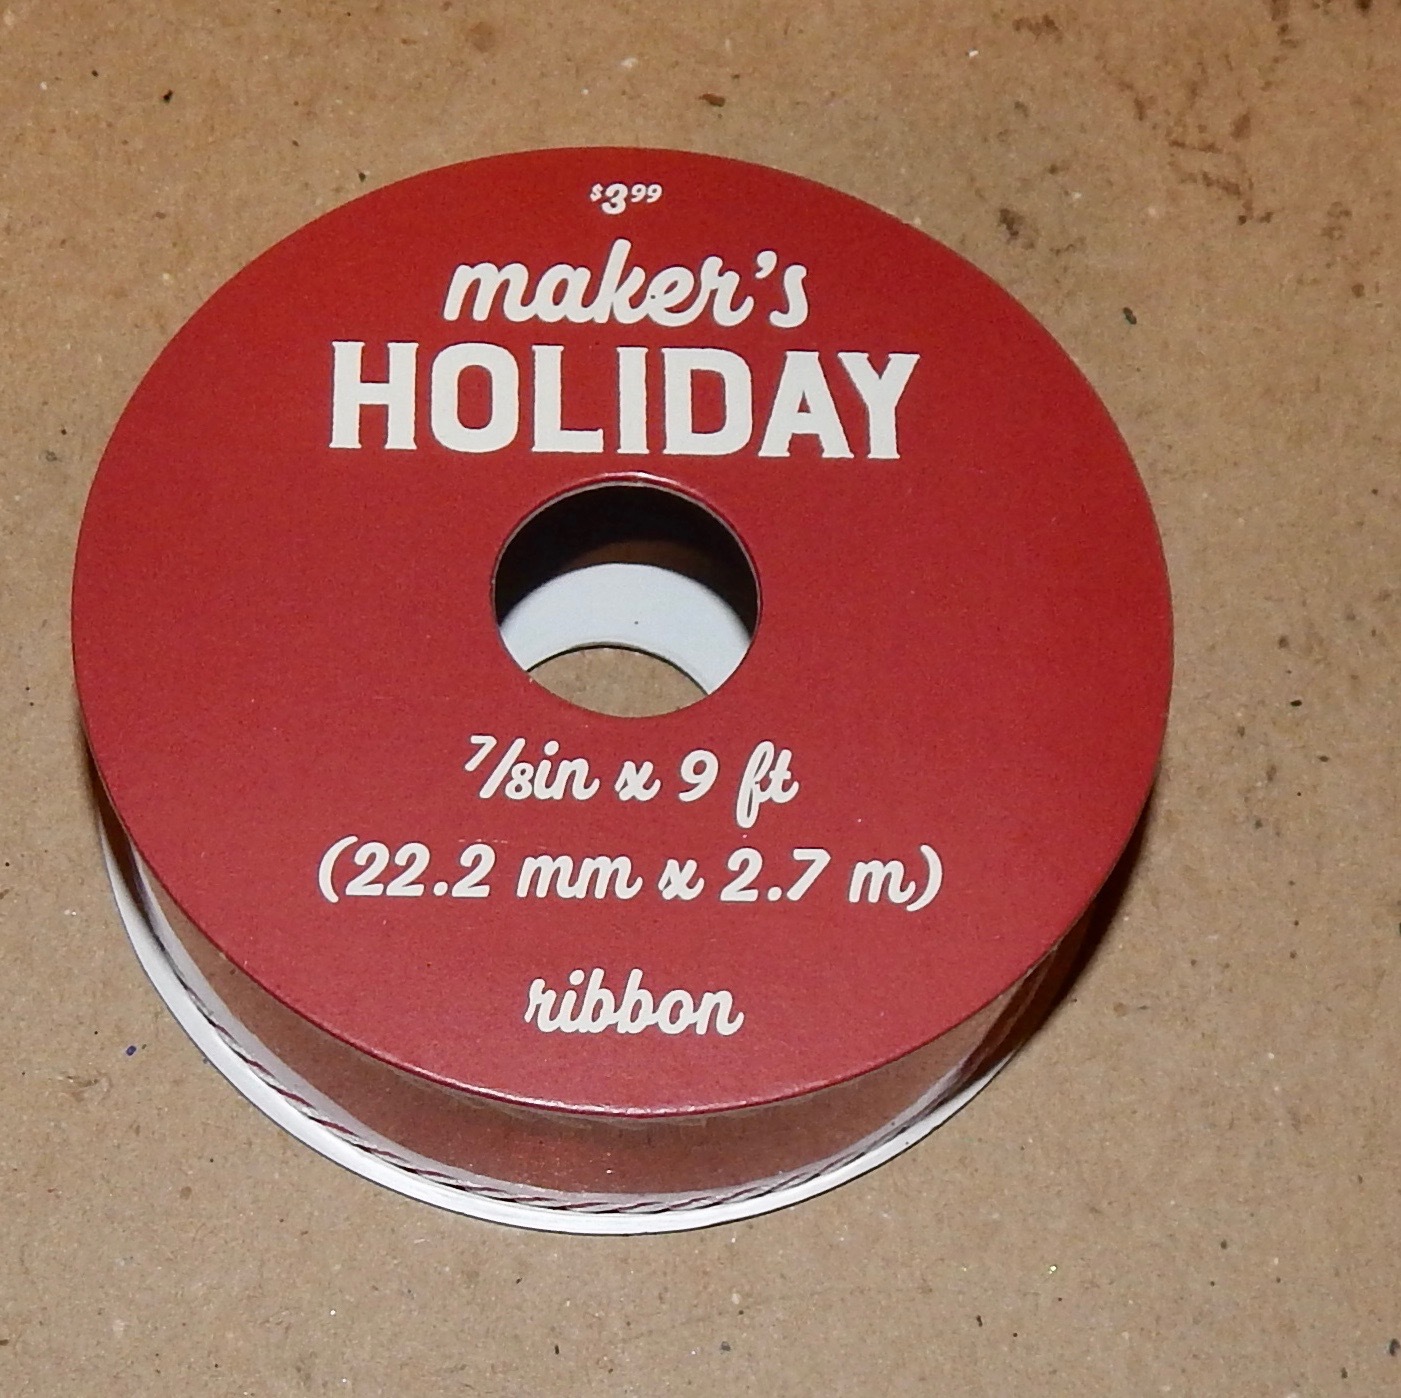 $3.99
maker's
HOLIDAY
7/8in x 9 ft
(22.2 mm x 2.7 m)
ribbon